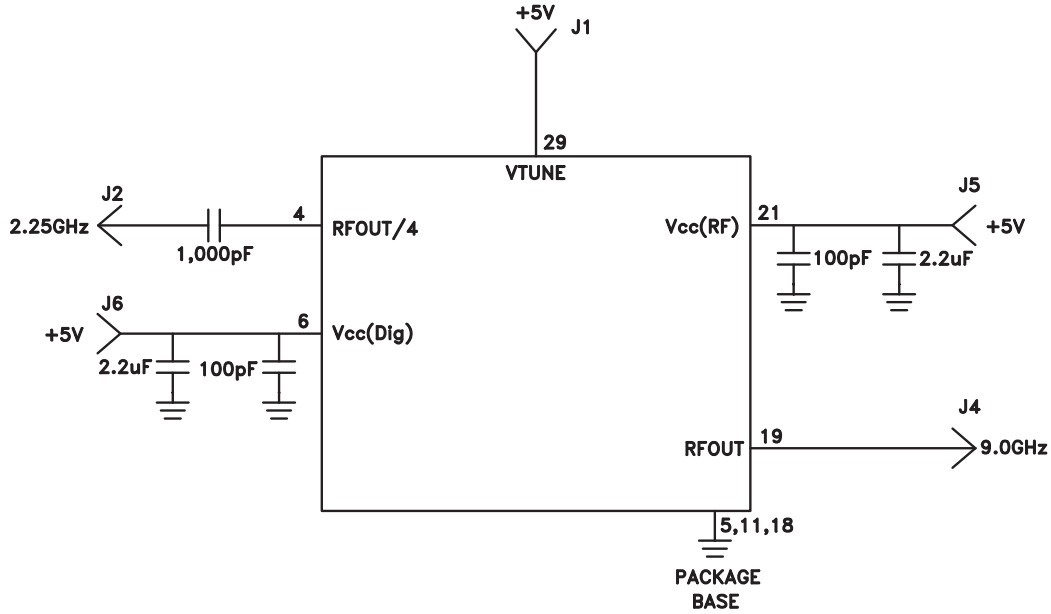 +5V
J1
29
VTUNE
J2
2.25GHz
1,000pF
4
RFOUT/4
J6
+5V
2.2uF
100pF
6
Vcc(Dig)
Vcc(RF)
21
100pF
2.2uF
J5
+5V
RFOUT
19
J4
9.0GHz
5,11,18
PACKAGE
BASE